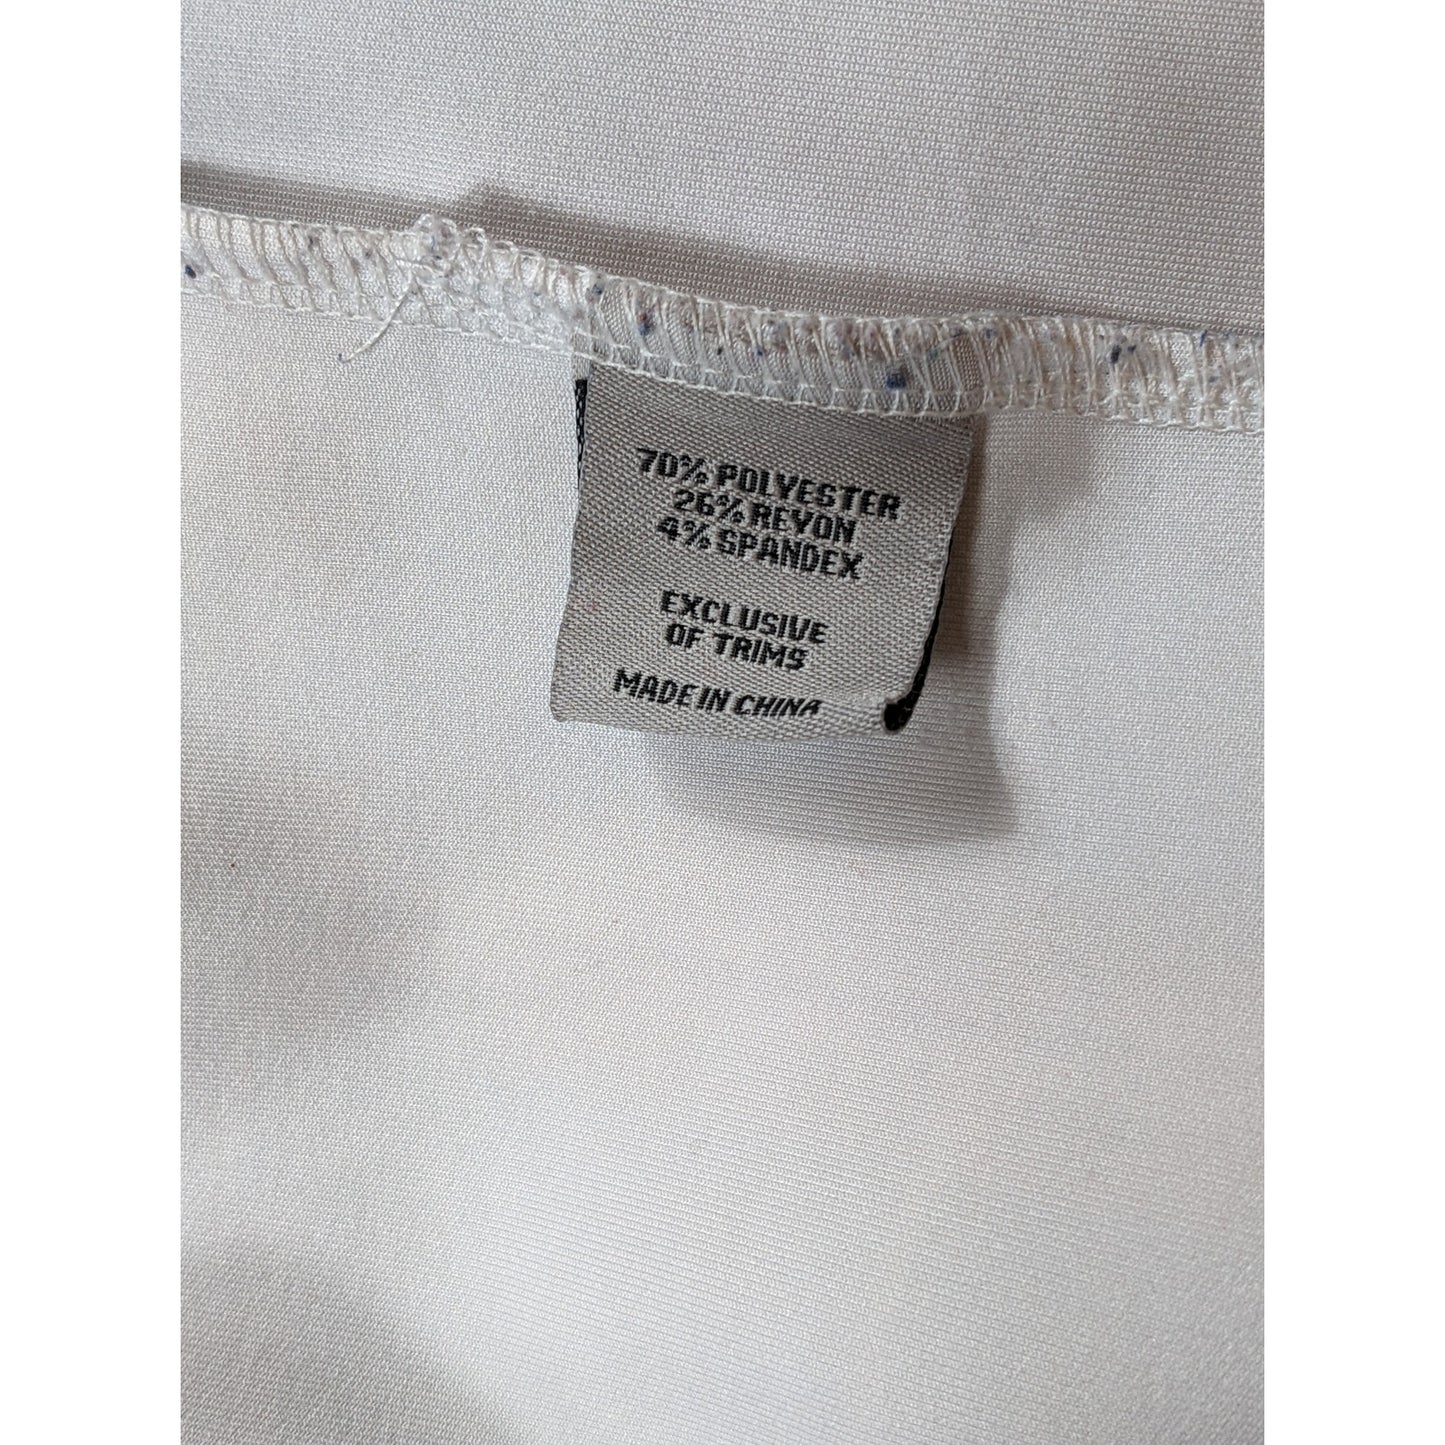 70% POLYESTER
26% REYON
4% SPANDEX
EXCLUSIVE
OF TRIMS
MADE IN CHINA